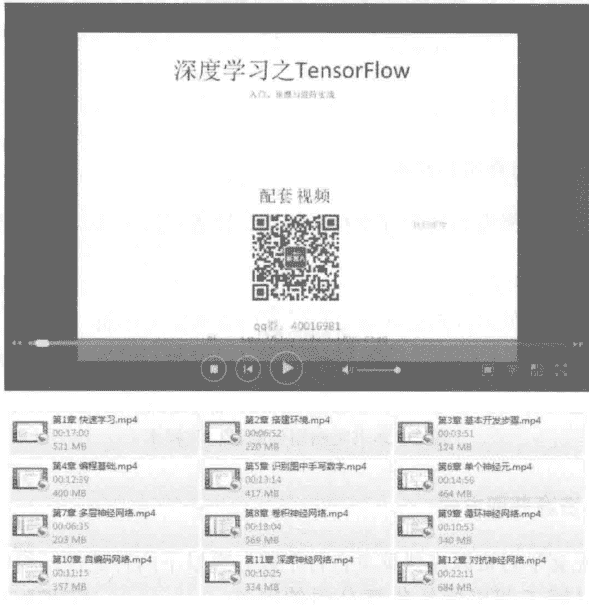 深度学习之TensorFlow
配套视频
qq群: 40016981
第1章 快速学习.mp4
00:17:00
521 MB
第2章 搭建环境.mp4
00:06:52
220 MB
第3章 基本开发步骤.mp4
00:03:51
124 MB
第4章 编程基础.mp4
00:12:39
400 MB
第5章 识别图中手写数字.mp4
00:13:14
417 MB
第6章 单个神经元.mp4
00:14:56
464 MB
第7章 多层神经网络.mp4
00:06:35
203 MB
第8章 卷积神经网络.mp4
00:18:04
569 MB
第9章 循环神经网络.mp4
00:10:53
340 MB
第10章 自编码网络.mp4
00:11:15
357 MB
第11章 深度神经网络.mp4
00:10:25
334 MB
第12章 对抗神经网络.mp4
00:22:11
684 MB